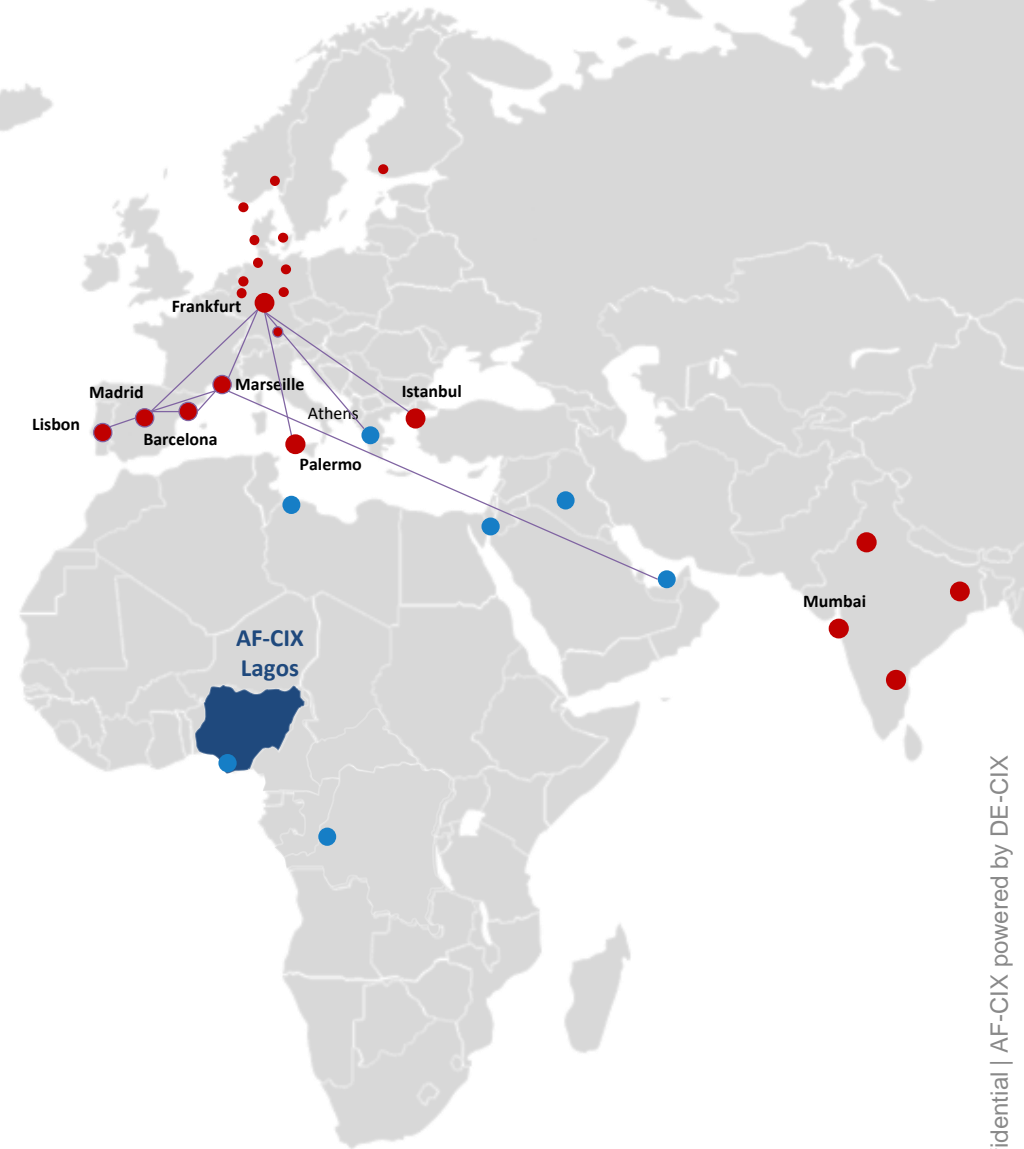 Frankfurt
Madrid
Marseille
Istanbul
Athens
Lisbon
Barcelona
Palermo
Mumbai
AF-CIX
Lagos
idential | AF-CIX powered by DE-CIX